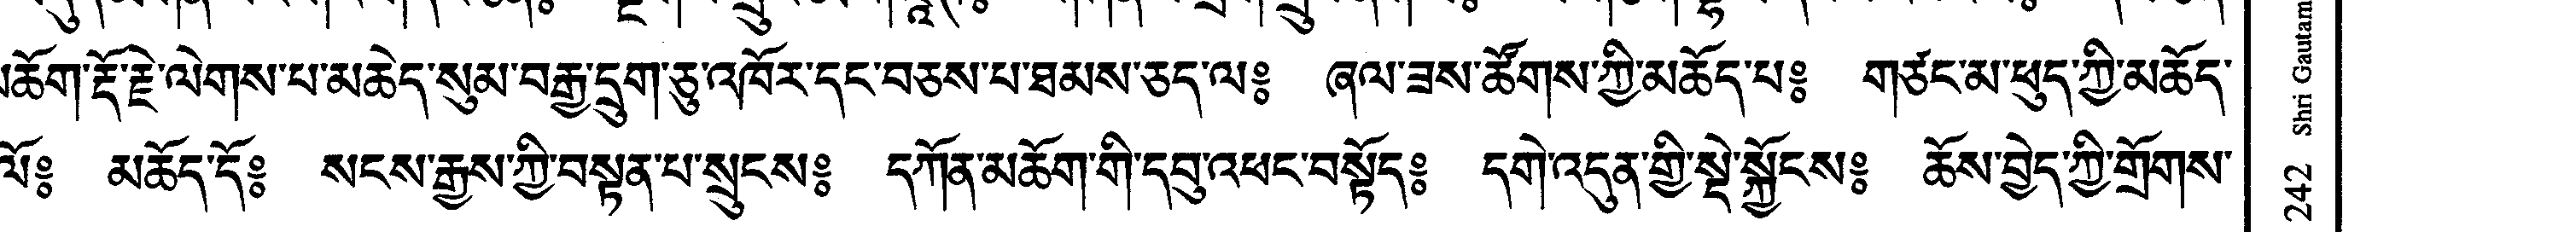 མཆོག་རྡོ་རྗེ་ལེགས་པ་མཆེད་སུམ་བརྒྱ་དྲུག་ཅུ་འཁོར་དང་བཅས་པ་ཐམས་ཅད་ལ༔ ཞལ་ཟས་ཚོགས་ཀྱི་མཆོད་པ༔ གཙང་མ་ཕུད་ཀྱི་མཆོད་
ལོ༔ མཆོད་དོ༔ སངས་རྒྱས་ཀྱི་བསྟན་པ་སྲུངས༔ དཀོན་མཆོག་གི་དབུ་འཕང་བསྟོད༔ དགེ་འདུན་གྱི་སྡེ་སྐྱོངས༔ ཆོས་བྱེད་ཀྱི་གྲོགས་
242 Shri Gautam